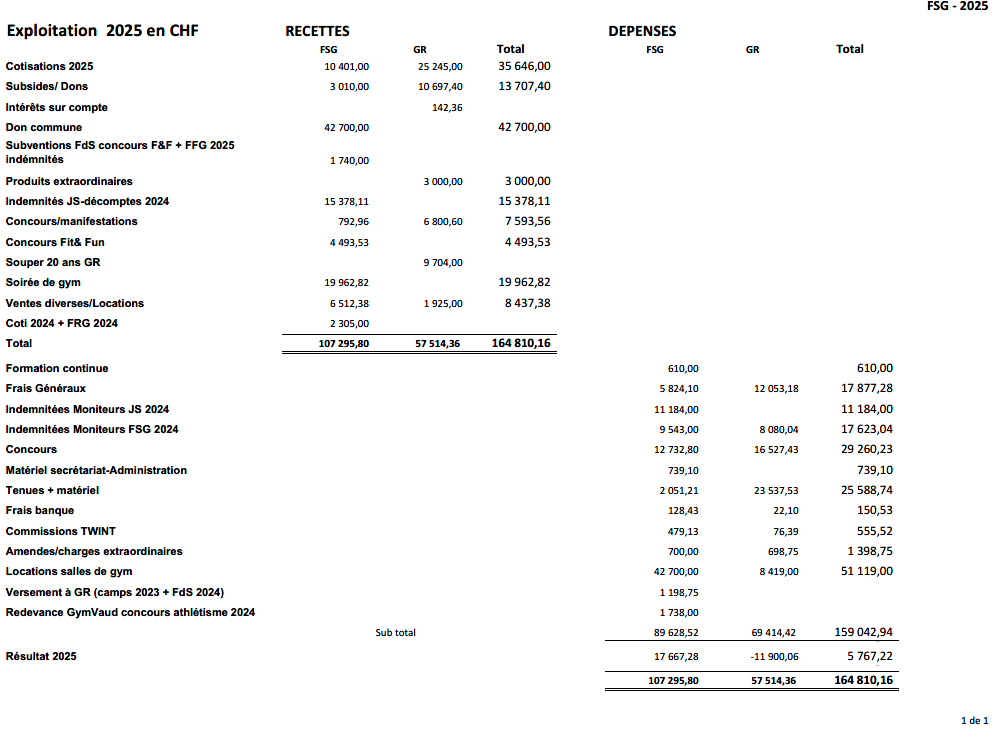 FSG - 2025
Exploitation 2025 en CHF RECETTES DEPENSES
FSG GR Total FSG GR Total
Cotisations 2025 10 401,00 25 245,00 35 646,00
Subsides/ Dons 3 010,00 10 697,40 13 707,40
Intérêts sur compte 142,36
Don commune 42 700,00 42 700,00
Subventions FdS concours F&F + FFG 2025
indémnités 1 740,00
Produits extraordinaires 3 000,00 3 000,00
Indemnités JS-décomptes 2024 15 378,11 15 378,11
Concours/manifestations 792,96 6 800,60 7 593,56
Concours Fit& Fun 4 493,53 4 493,53
Souper 20 ans GR 9 704,00
Soirée de gym 19 962,82 19 962,82
Ventes diverses/Locations 6 512,38 1 925,00 8 437,38
Coti 2024 + FRG 2024 2 305,00
Total 107 295,80 57 514,36 164 810,16
Formation continue 610,00 610,00
Frais Généraux 5 824,10 12 053,18 17 877,28
Indemnitées Moniteurs JS 2024 11 184,00 11 184,00
Indemnitées Moniteurs FSG 2024 9 543,00 8 080,04 17 623,04
Concours 12 732,80 16 527,43 29 260,23
Matériel secrétariat-Administration 739,10 739,10
Tenues + matériel 2 051,21 23 537,53 25 588,74
Frais banque 128,43 22,10 150,53
Commissions TWINT 479,13 76,39 555,52
Amendes/charges extraordinaires 700,00 698,75 1 398,75
Locations salles de gym 42 700,00 8 419,00 51 119,00
Versement à GR (camps 2023 + FdS 2024) 1 198,75
Redevance GymVaud concours athlétisme 2024 1 738,00
Sub total 89 628,52 69 414,42 159 042,94
Résultat 2025 17 667,28 -11 900,06 5 767,22
107 295,80 57 514,36 164 810,16
1 de 1